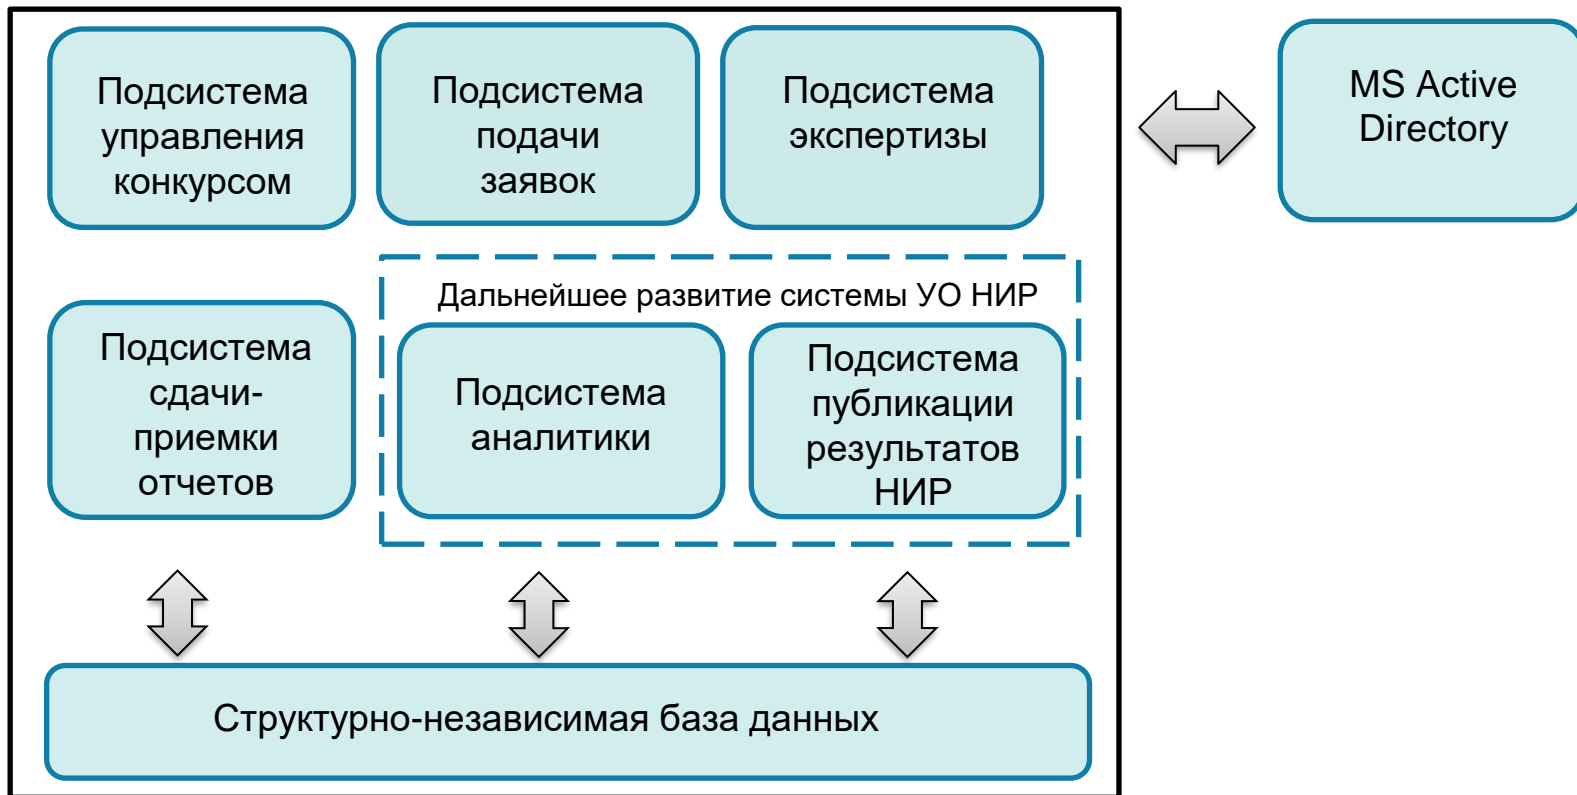 Подсистема
управления
конкурсом
Подсистема
подачи
заявок
Подсистема
экспертизы
MS Active
Directory
Подсистема
сдачи-
приемки
отчетов
Дальнейшее развитие системы УО НИР
Подсистема
аналитики
Подсистема
публикации
результатов
НИР
Структурно-независимая база данных